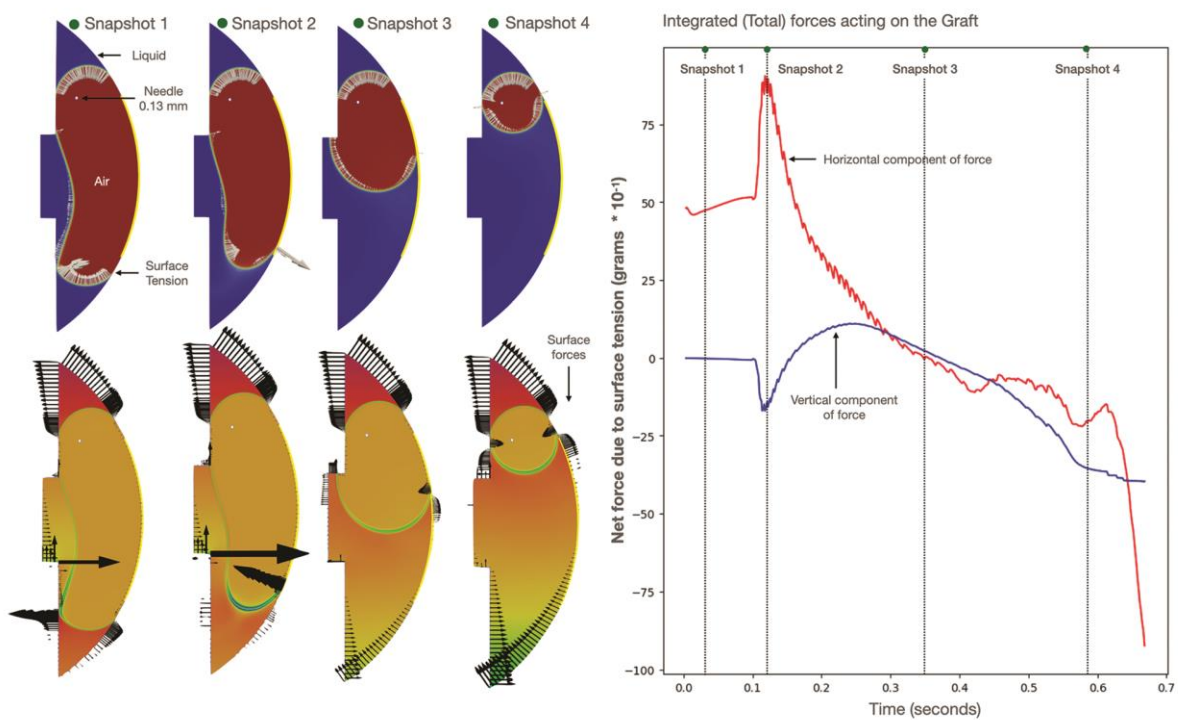 Snapshot 1
Snapshot 2
Snapshot 3
Snapshot 4
Liquid
Needle
0.13 mm
Air
Surface
Tension
Surface
forces
Integrated (Total) forces acting on the Graft
Snapshot 1
Snapshot 2
Snapshot 3
Snapshot 4
Horizontal component of force
Vertical component
of force
Net force due to surface tension (grams * 10-1)
75
50
25
0
−25
−50
−75
−100
0.0
0.1
0.2
0.3
0.4
0.5
0.6
0.7
Time (seconds)